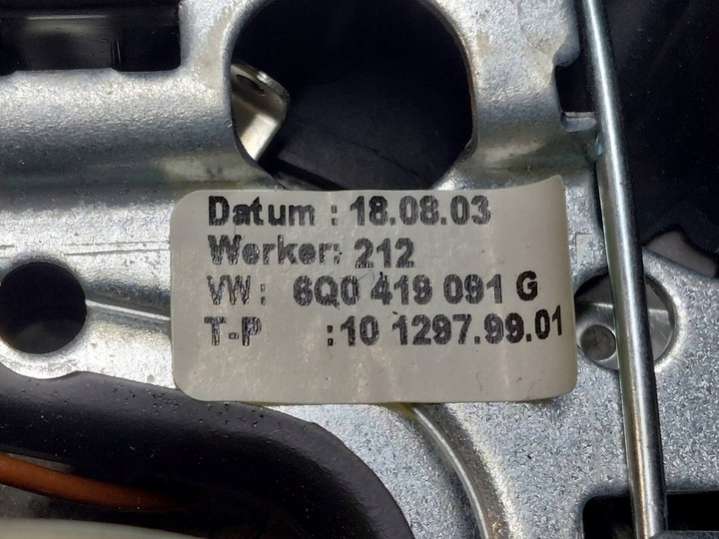 Datum : 18.08.03
Werker: 212
VW: 6Q0 419 091 G
T-P :10 1297.99.01